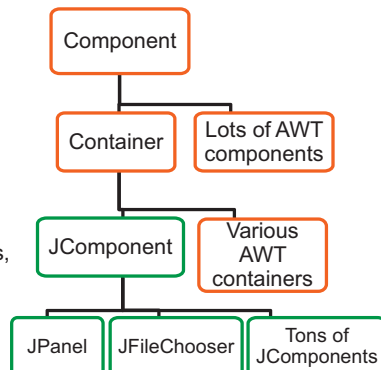 Component
Container
Lots of AWT
components
s,
JComponent
Various
AWT
containers
JPanel
JFileChooser
Tons of
JComponents